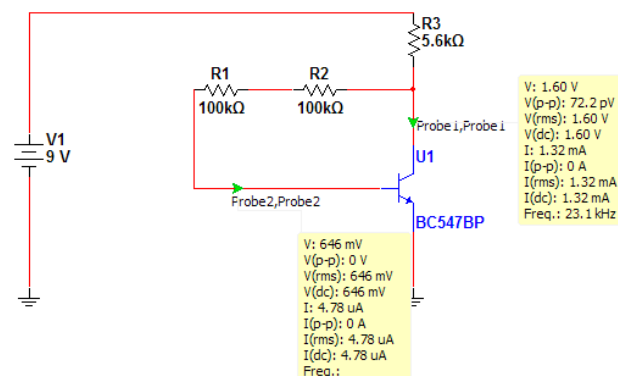 R3
5.6kΩ
R1
100kΩ
R2
100kΩ
V1
9 V
Probe1,Probe1
U1
BC547BP
Probe2,Probe2
V: 1.60 V
V(p-p): 72.2 pV
V(rms): 1.60 V
V(dc): 1.60 V
I: 1.32 mA
I(p-p): 0 A
I(rms): 1.32 mA
I(dc): 1.32 mA
Freq.: 23.1 kHz
V: 646 mV
V(p-p): 0 V
V(rms): 646 mV
V(dc): 646 mV
I: 4.78 uA
I(p-p): 0 A
I(rms): 4.78 uA
I(dc): 4.78 uA
Freq.: